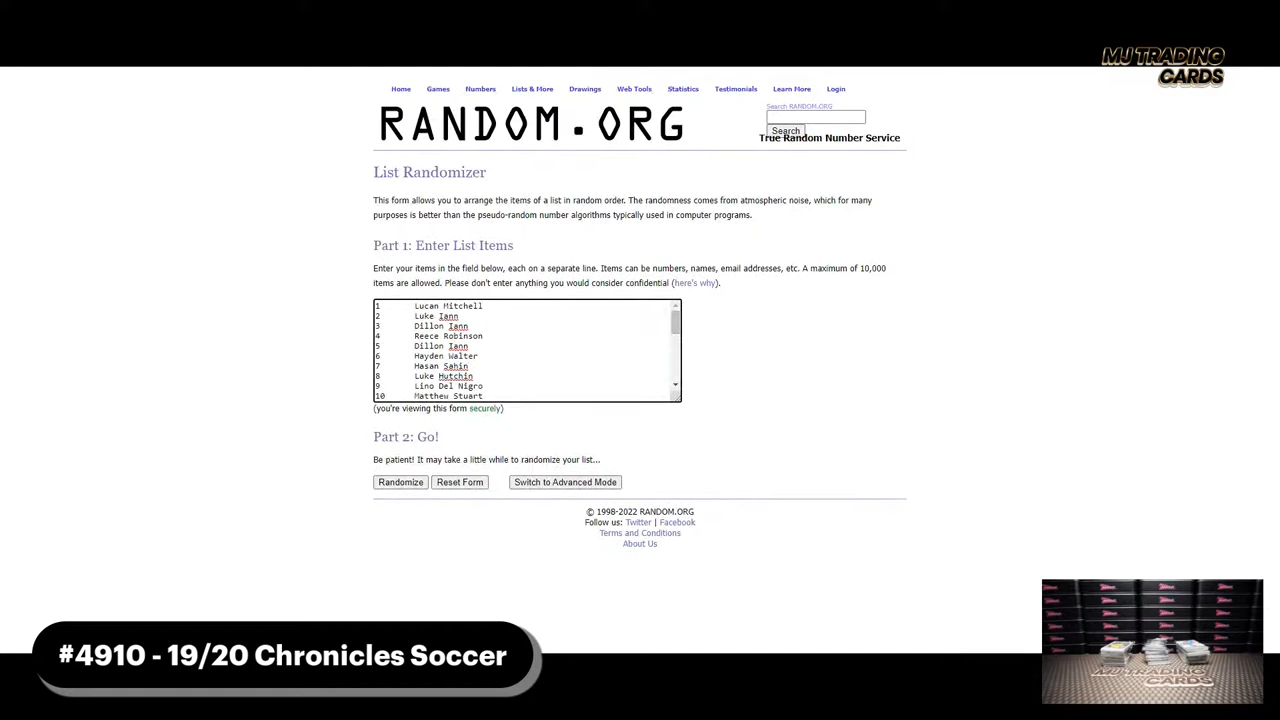 MJ TRADING
CARDS
Home Games Numbers Lists & More Drawings Web Tools Statistics Testimonials Learn More Login
RANDOM.ORG
Search RANDOM.ORG
Search
True Random Number Service
List Randomizer
This form allows you to arrange the items of a list in random order. The randomness comes from atmospheric noise, which for many
purposes is better than the pseudo-random number algorithms typically used in computer programs.
Part 1: Enter List Items
Enter your items in the field below, each on a separate line. Items can be numbers, names, email addresses, etc. A maximum of 10,000
items are allowed. Please don't enter anything you would consider confidential (here's why).
1 Lucan Mitchell
2 Luke Iann
3 Dillon Iann
4 Reece Robinson
5 Dillon Iann
6 Hayden Walter
7 Hasan Sahin
8 Luke Hutchin
9 Lino Del Nigro
10 Matthew Stuart
(you're viewing this form securely)
Part 2: Go!
Be patient! It may take a little while to randomize your list...
Randomize Reset Form Switch to Advanced Mode
© 1998-2022 RANDOM.ORG
Follow us: Twitter | Facebook
Terms and Conditions
About Us
#4910 - 19/20 Chronicles Soccer
MJ TRADING
CARDS